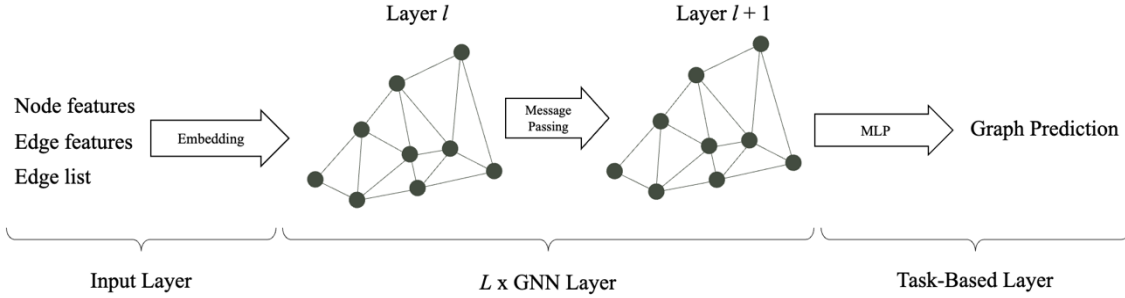 Layer l
Layer l + 1
Node features
Edge features
Edge list
Embedding
Message
Passing
MLP
Graph Prediction
Input Layer
L x GNN Layer
Task-Based Layer